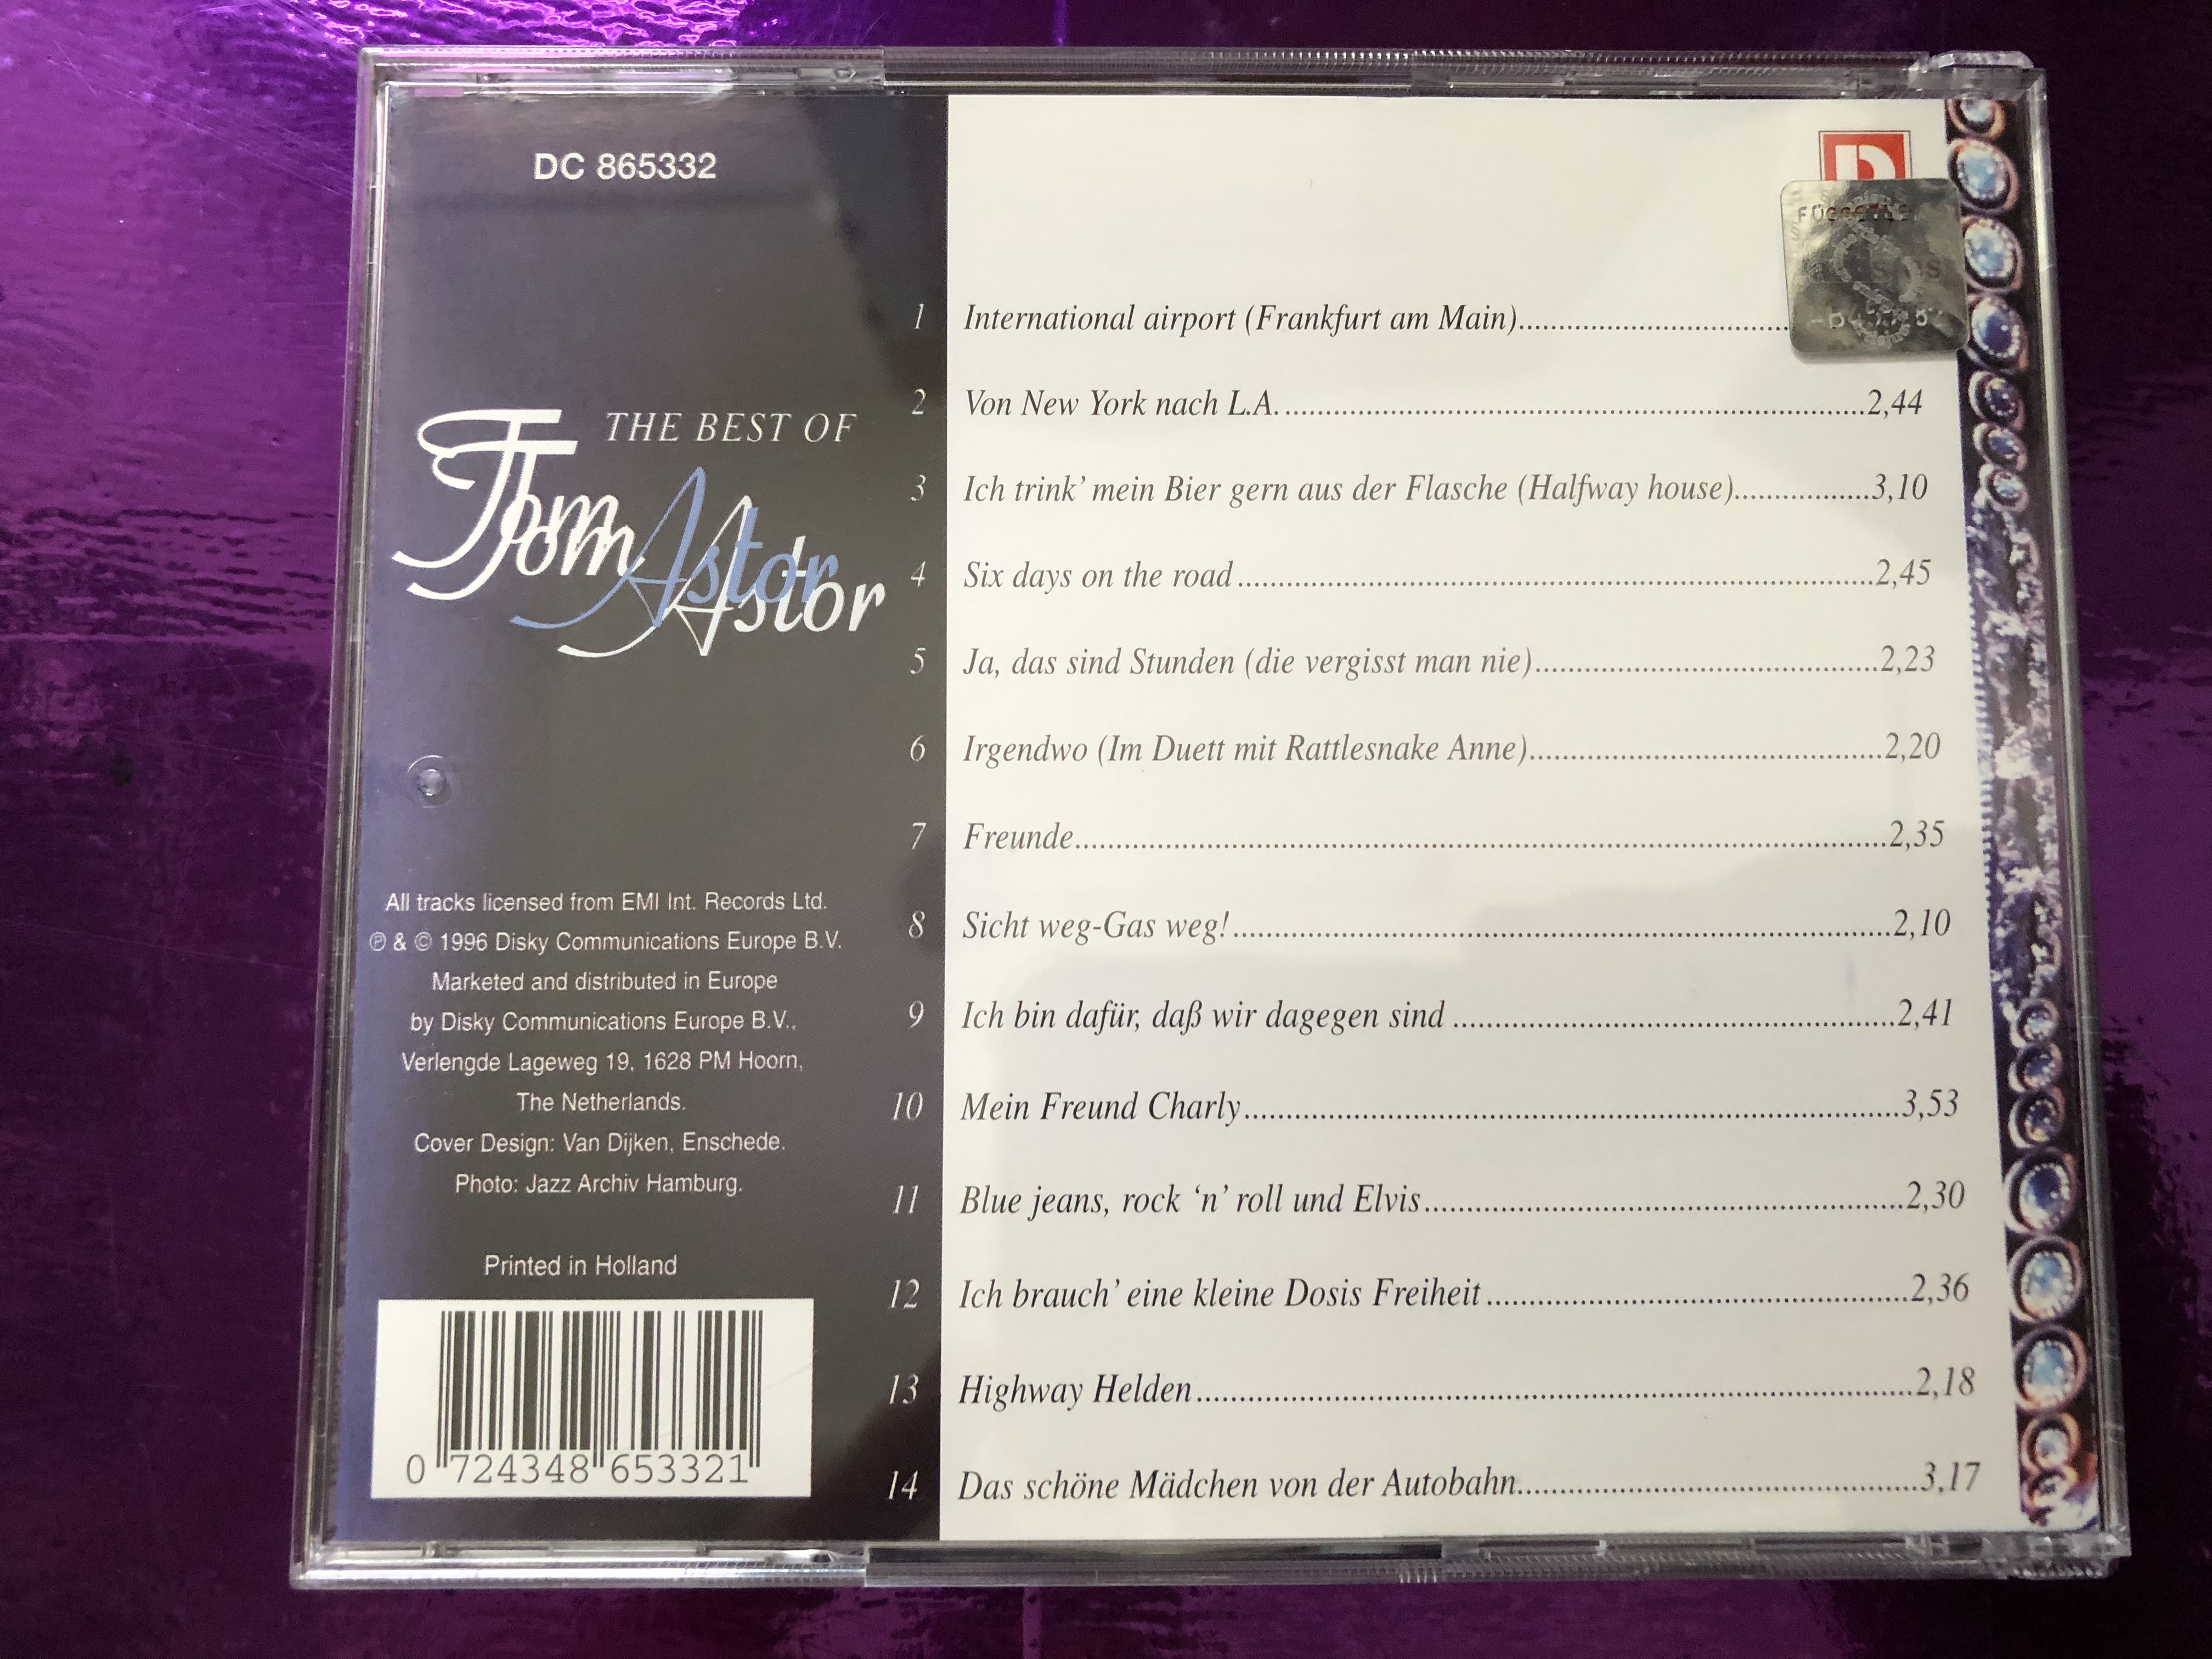 DC 865332
THE BEST OF
Tom Astor
Tom Astor
All tracks licensed from EMI Int. Records Ltd.
℗ & © 1996 Disky Communications Europe B.V.
Marketed and distributed in Europe
by Disky Communications Europe B.V.,
Verlengde Lageweg 19, 1628 PM Hoorn,
The Netherlands.
Cover Design: Van Dijken, Enschede.
Photo: Jazz Archiv Hamburg.
Printed in Holland
0 724348 653321
D
1 International airport (Frankfurt am Main)
2 Von New York nach L.A. 2,44
3 Ich trink' mein Bier gern aus der Flasche (Halfway house) 3,10
4 Six days on the road 2,45
5 Ja, das sind Stunden (die vergisst man nie) 2,23
6 Irgendwo (Im Duett mit Rattlesnake Anne) 2,20
7 Freunde 2,35
8 Sicht weg-Gas weg! 2,10
9 Ich bin dafür, daß wir dagegen sind 2,41
10 Mein Freund Charly 3,53
11 Blue jeans, rock 'n' roll und Elvis 2,30
12 Ich brauch' eine kleine Dosis Freiheit 2,36
13 Highway Helden 2,18
14 Das schöne Mädchen von der Autobahn 3,17